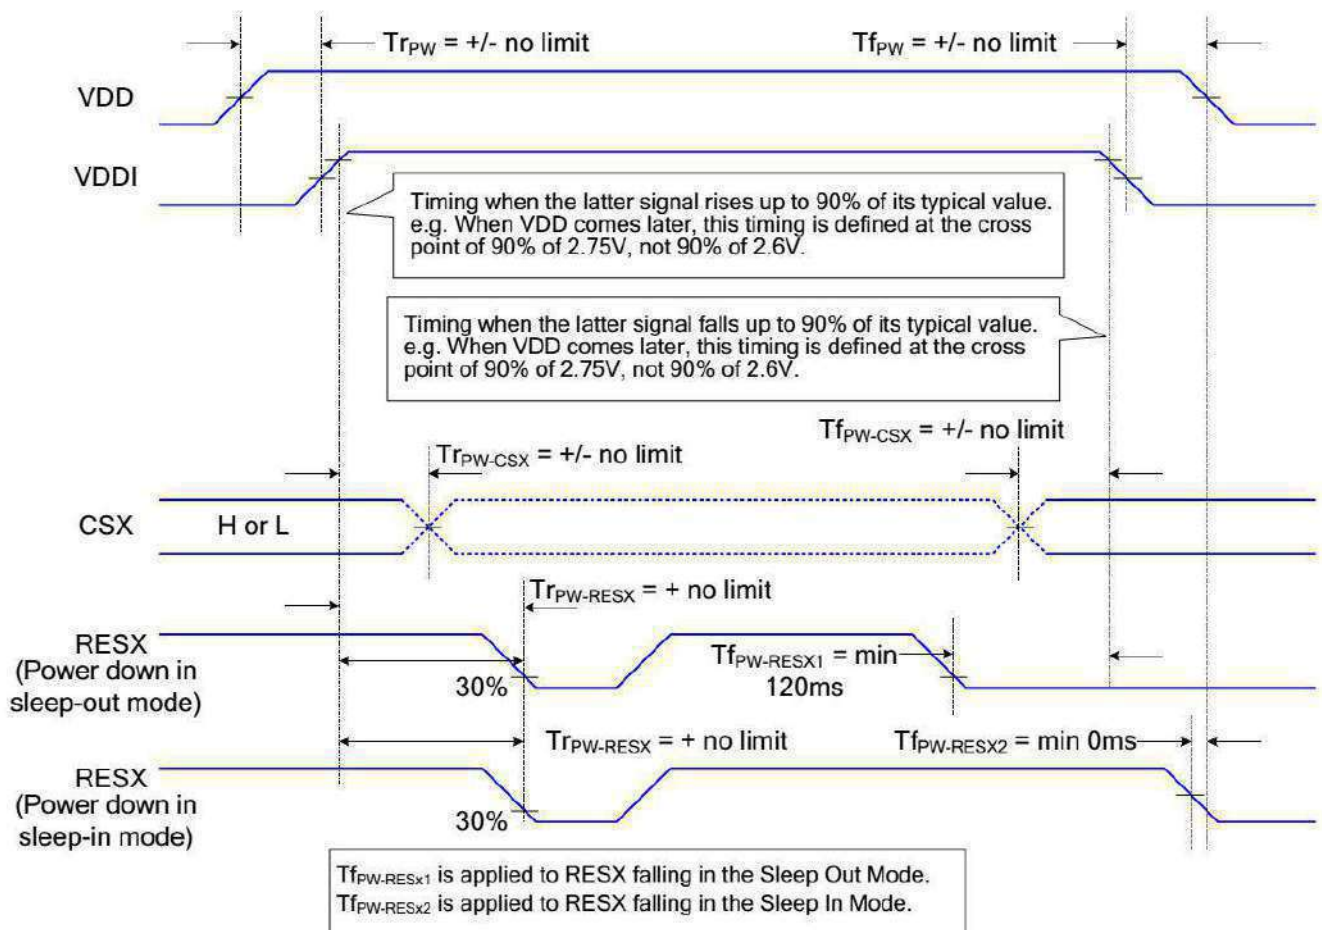 TrPW = +/- no limit
TfPW = +/- no limit
VDD
VDDI
Timing when the latter signal rises up to 90% of its typical value.
e.g. When VDD comes later, this timing is defined at the cross
point of 90% of 2.75V, not 90% of 2.6V.
Timing when the latter signal falls up to 90% of its typical value.
e.g. When VDD comes later, this timing is defined at the cross
point of 90% of 2.75V, not 90% of 2.6V.
TfPW-CSX = +/- no limit
TrPW-CSX = +/- no limit
CSX
H or L
TrPW-RESX = + no limit
RESX
(Power down in
sleep-out mode)
TfPW-RESX1 = min
120ms
30%
TrPW-RESX = + no limit
TfPW-RESX2 = min 0ms
RESX
(Power down in
sleep-in mode)
30%
TfPW-RESx1 is applied to RESX falling in the Sleep Out Mode.
TfPW-RESx2 is applied to RESX falling in the Sleep In Mode.